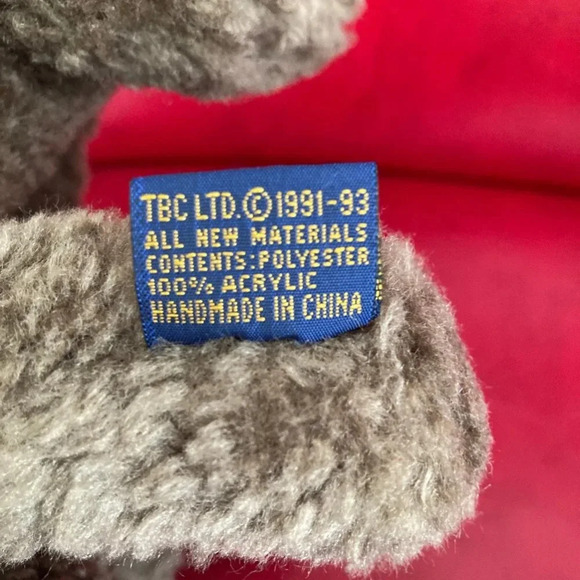 TBC LTD.©1991-93
ALL NEW MATERIALS
CONTENTS:POLYESTER
100% ACRYLIC
HANDMADE IN CHINA